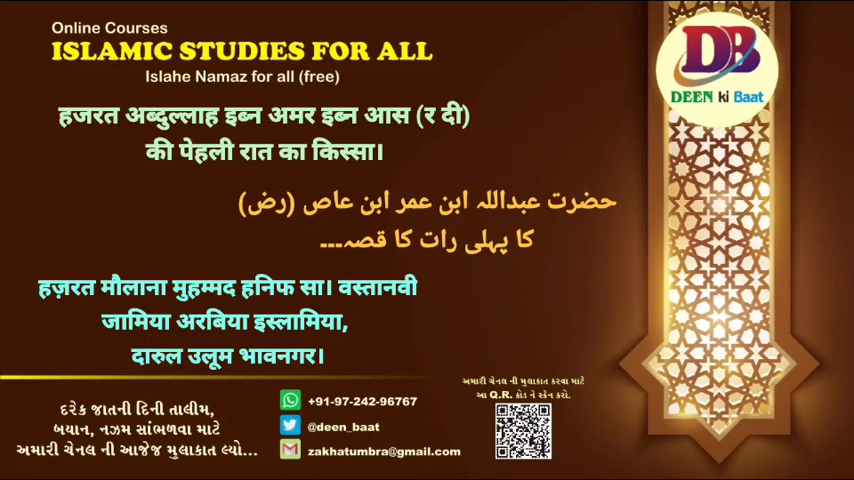 Online Courses
ISLAMIC STUDIES FOR ALL
Islahe Namaz for all (free)
DB
DEEN ki Baat
हजरत अब्दुल्लाह इब्न अमर इब्न आस (र दी)
की पेहली रात का किस्सा।
حضرت عبداللہ ابن عمر ابن عاص (رض)
کا پہلی رات کا قصہ...
हज़रत मौलाना मुहम्मद हनिफ सा। वस्तानवी
जामिया अरबिया इस्लामिया,
दारुल उलूम भावनगर।
દરેક જાતની દિની તાલીમ,
બયાન, નઝમ સાંભળવા માટે
અમારી ચેનલ ની આજેજ મુલાકાત લ્યો...
+91-97-242-96767
@deen_baat
zakhatumbra@gmail.com
અમારી ચેનલ ની મુલાકાત કરવા માટે
આ Q.R. કોડ ને સ્કેન કરો.